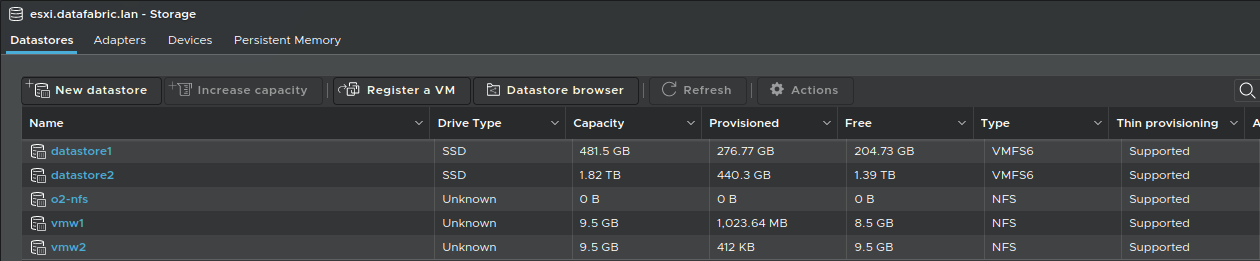 esxi.datafabric.lan - Storage
Datastores Adapters Devices Persistent Memory
New datastore Increase capacity Register a VM Datastore browser Refresh Actions
Name Drive Type Capacity Provisioned Free Type Thin provisioning A
datastore1 SSD 481.5 GB 276.77 GB 204.73 GB VMFS6 Supported
datastore2 SSD 1.82 TB 440.3 GB 1.39 TB VMFS6 Supported
o2-nfs Unknown 0 B 0 B 0 B NFS Supported
vmw1 Unknown 9.5 GB 1,023.64 MB 8.5 GB NFS Supported
vmw2 Unknown 9.5 GB 412 KB 9.5 GB NFS Supported